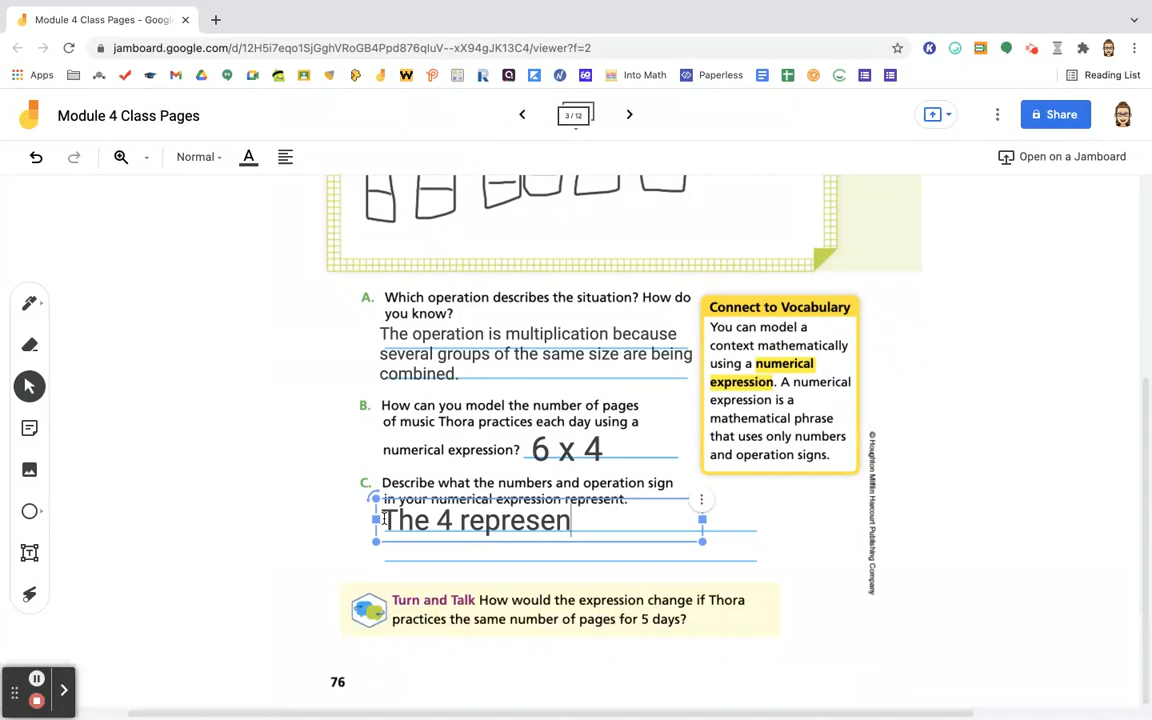 Module 4 Class Pages - Google
jamboard.google.com/d/12H5i7eqo1SjGghVRoGB4Ppd876qluV--xX94gJK13C4/viewer?f=2
Apps
Into Math
Paperless
Reading List
Module 4 Class Pages
3 / 12
Share
Normal
Open on a Jamboard
A. Which operation describes the situation? How do
you know?
The operation is multiplication because
several groups of the same size are being
combined.
B. How can you model the number of pages
of music Thora practices each day using a
numerical expression? 6 x 4
C. Describe what the numbers and operation sign
in your numerical expression represent.
The 4 represen
Connect to Vocabulary
You can model a
context mathematically
using a numerical
expression. A numerical
expression is a
mathematical phrase
that uses only numbers
and operation signs.
© Houghton Mifflin Harcourt Publishing Company
Turn and Talk How would the expression change if Thora
practices the same number of pages for 5 days?
76